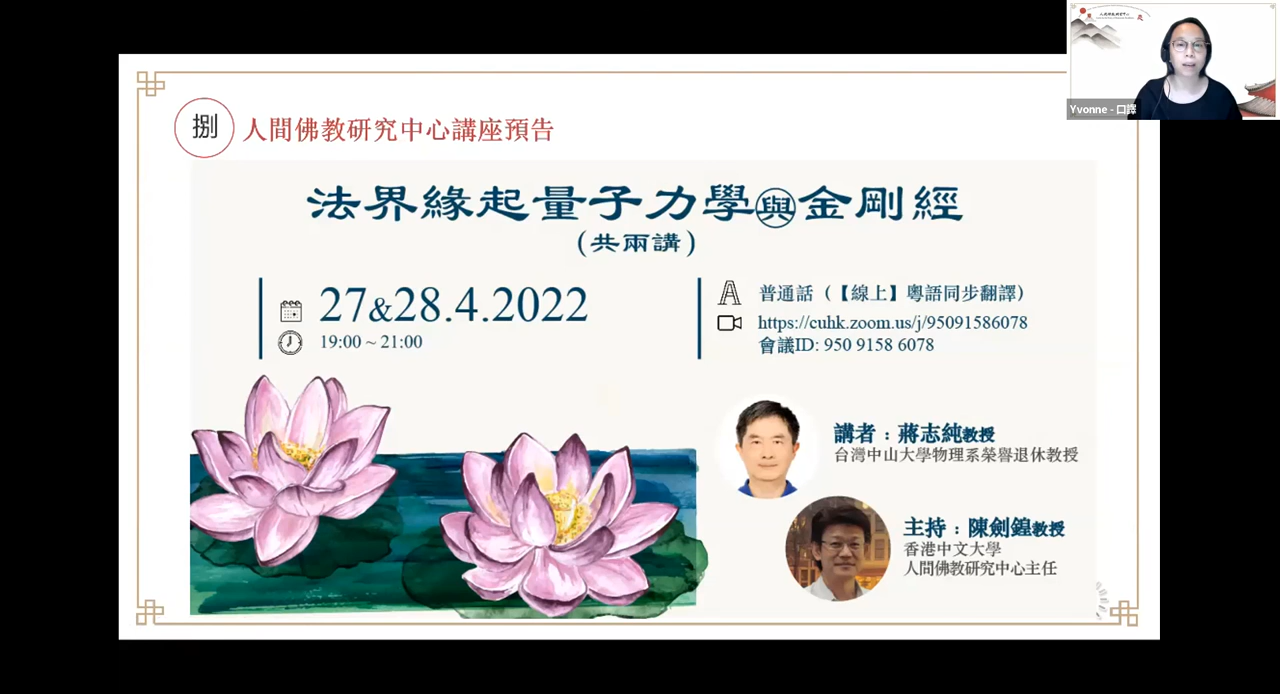 捌
人間佛教研究中心講座預告
法界緣起量子力學與金剛經
(共兩講)
27&28.4.2022
19:00 ~ 21:00
普通話(【線上】粵語同步翻譯)
https://cuhk.zoom.us/j/95091586078
會議ID: 950 9158 6078
講者：蔣志純教授
台灣中山大學物理系榮譽退休教授
主持：陳劍鍠教授
香港中文大學
人間佛教研究中心主任
Yvonne - 口譯